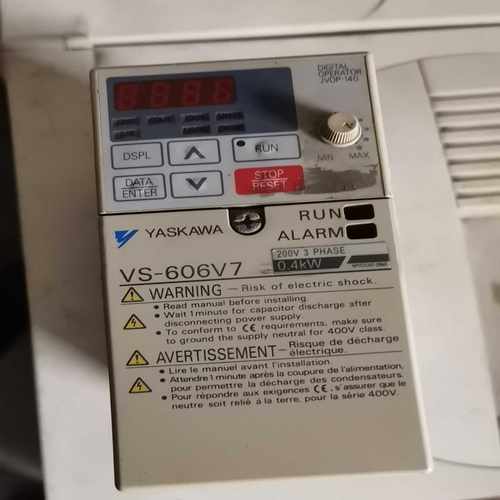 DIGITAL
OPERATOR
JVOP-140
DSPL
RUN
MIN MAX
DATA
ENTER
STOP
RESET
RUN
YASKAWA
ALARM
200V 3 PHASE
VS-606V7
0.4kW
WARNING - Risk of electric shock.
• Read manual before installing.
• Wait 1 minute for capacitor discharge after
disconnecting power supply.
• To conform to CE requirements, make sure
to ground the supply neutral for 400V class.
AVERTISSEMENT- Risque de décharge
électrique.
• Lire le manuel avant l'installation.
• Attendre 1 minute après la coupure de l'alimentation,
pour permettre la décharge des condensateurs.
• Pour répondre aux exigences CE, s'assurer que le
neutre soit relié à la terre, pour la série 400V.